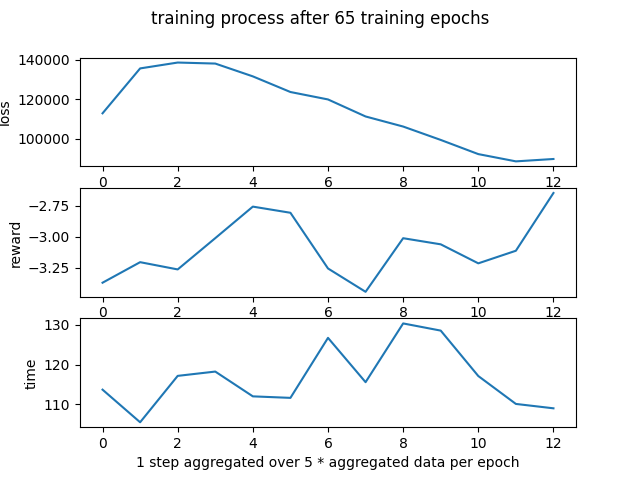 training process after 65 training epochs
140000
120000
100000
loss
0 2 4 6 8 10 12
−2.75
−3.00
−3.25
reward
0 2 4 6 8 10 12
130
120
110
time
0 2 4 6 8 10 12
1 step aggregated over 5 * aggregated data per epoch